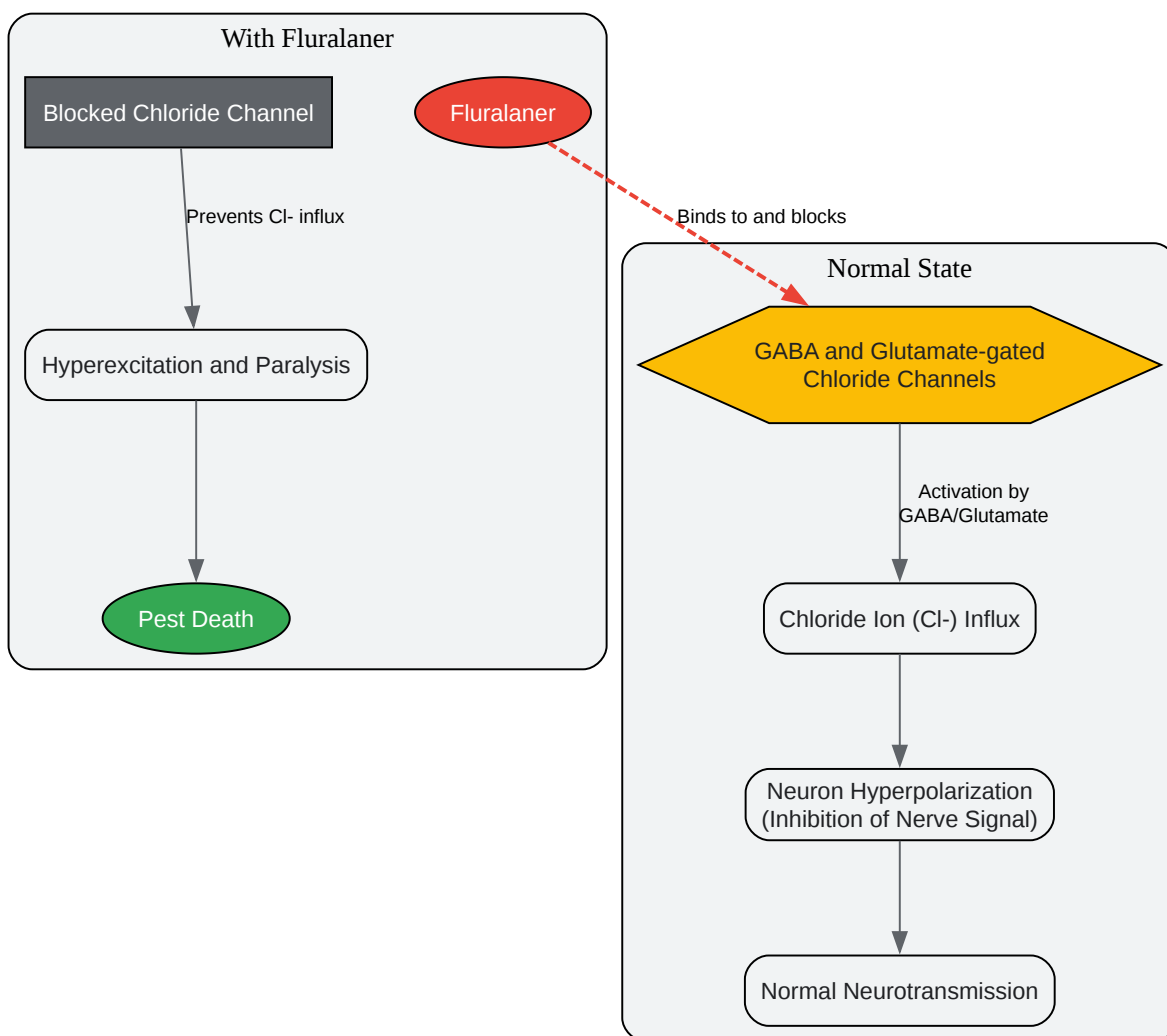 With Fluralaner
Blocked Chloride Channel
Fluralaner
Prevents Cl- influx
Binds to and blocks
Hyperexcitation and Paralysis
Pest Death
Normal State
GABA and Glutamate-gated
Chloride Channels
Activation by
GABA/Glutamate
Chloride Ion (Cl-) Influx
Neuron Hyperpolarization
(Inhibition of Nerve Signal)
Normal Neurotransmission